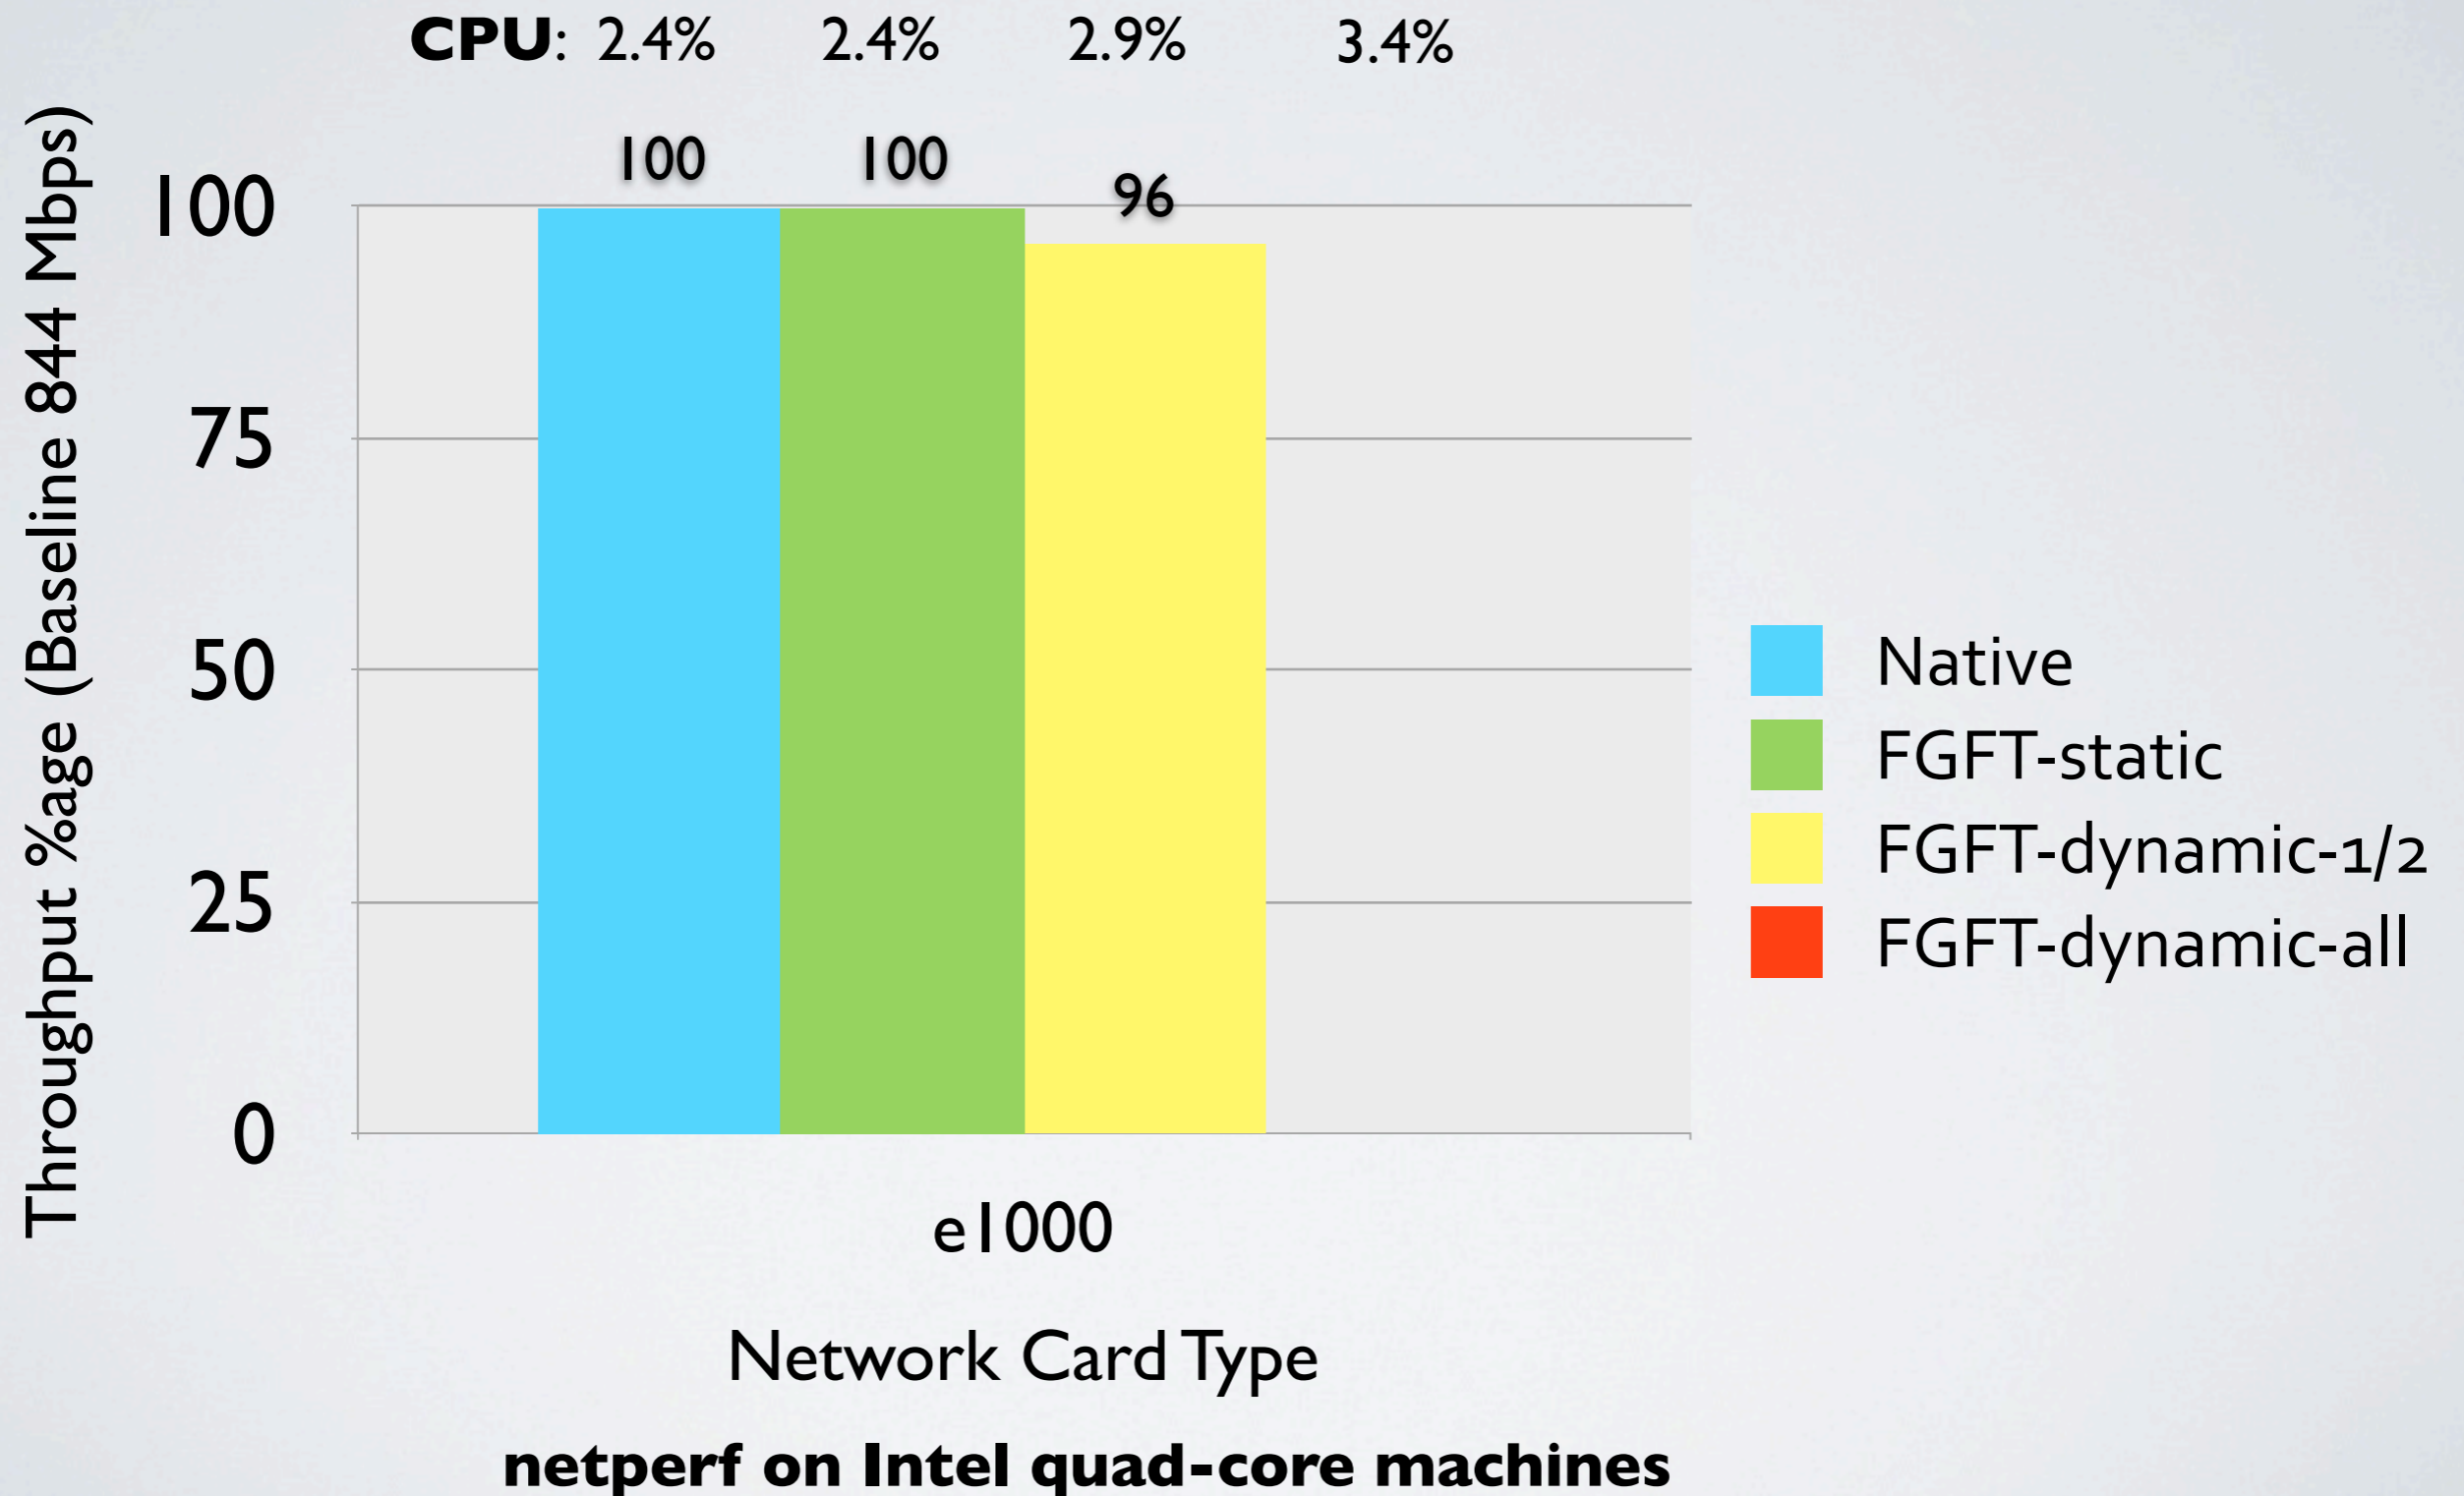 CPU: 2.4% 2.4% 2.9% 3.4%
100 100 96
Throughput %age (Baseline 844 Mbps)
100
75
50
25
0
e1000
Network Card Type
netperf on Intel quad-core machines
Native
FGFT-static
FGFT-dynamic-1/2
FGFT-dynamic-all